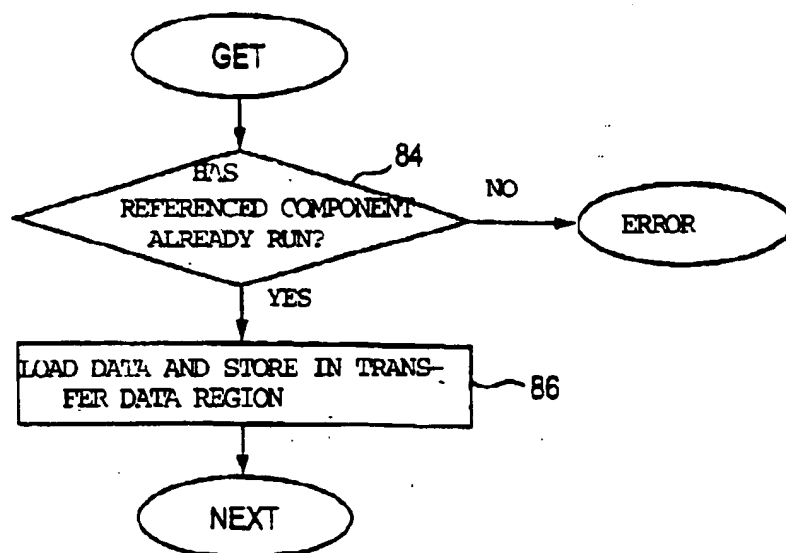 GET
84
HAS
REFERENCED COMPONENT
ALREADY RUN?
NO
ERROR
YES
LOAD DATA AND STORE IN TRANS-
FER DATA REGION
86
NEXT